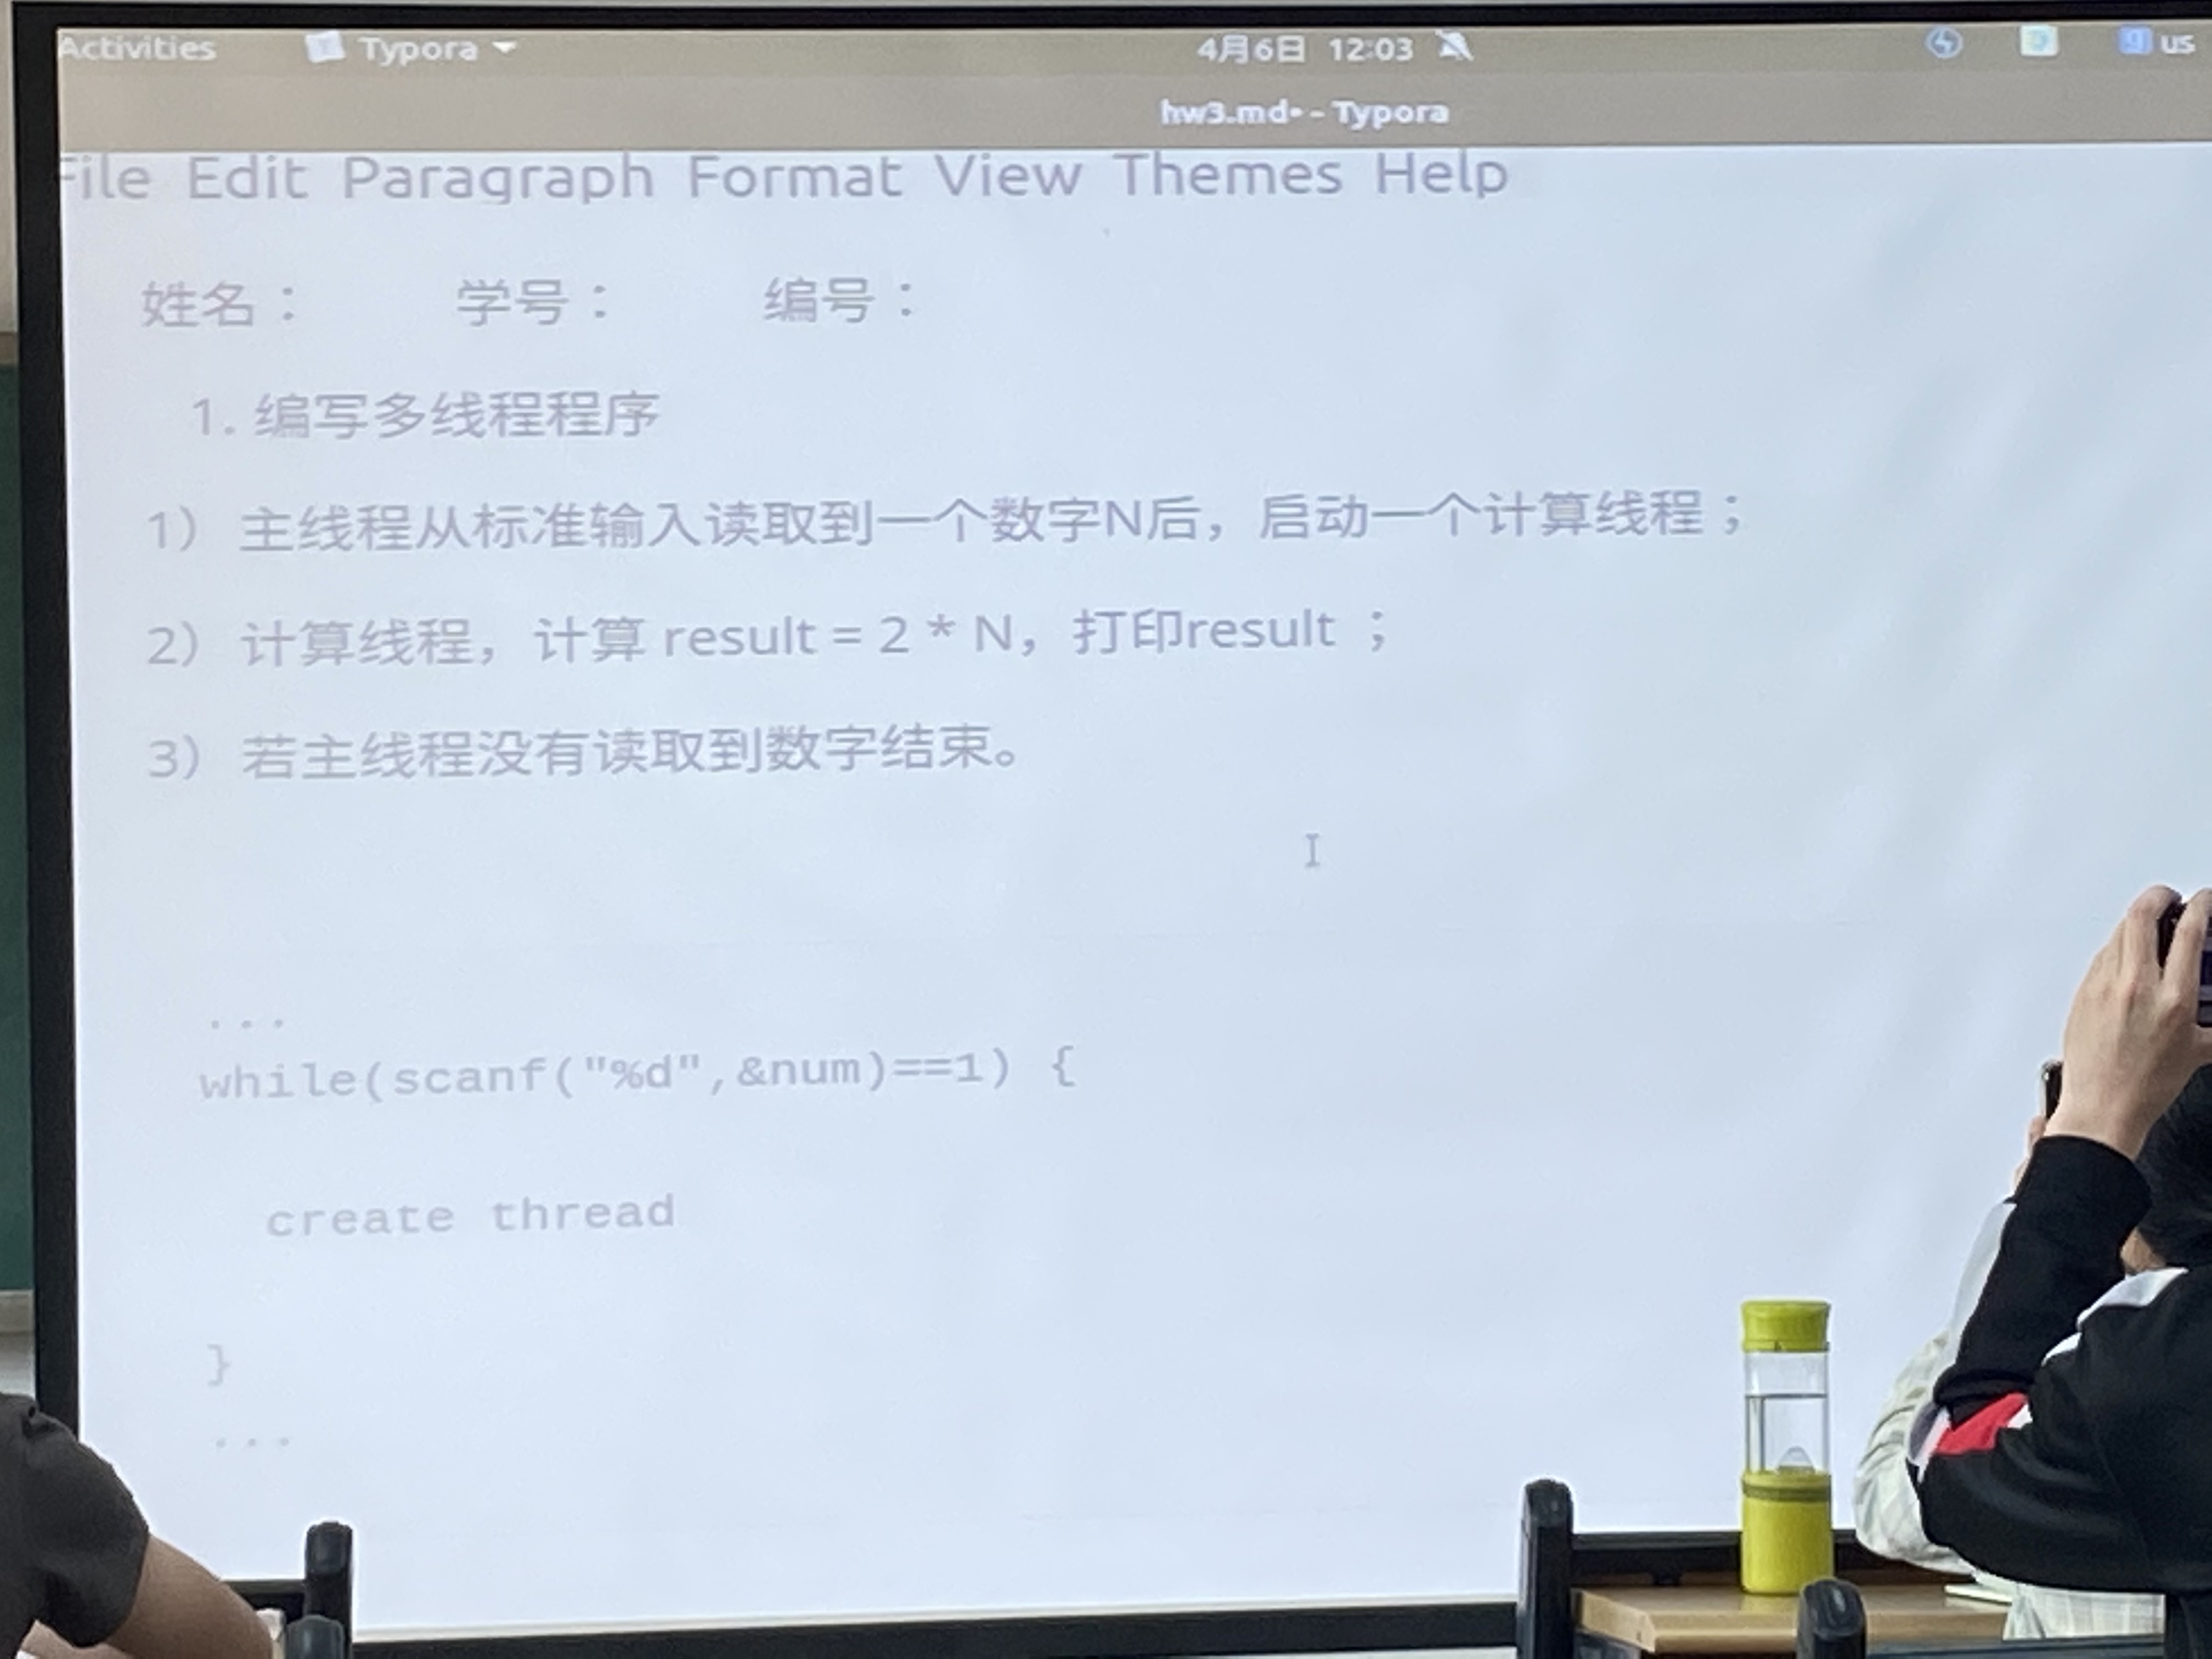 Activities Typora 4月6日 12:03 us
hw3.md• - Typora
File Edit Paragraph Format View Themes Help
姓名： 学号： 编号：
1. 编写多线程程序
1） 主线程从标准输入读取到一个数字N后，启动一个计算线程；
2） 计算线程，计算 result = 2 * N，打印result ；
3） 若主线程没有读取到数字结束。
...
while(scanf("%d",&num)==1) {
create thread
}
...